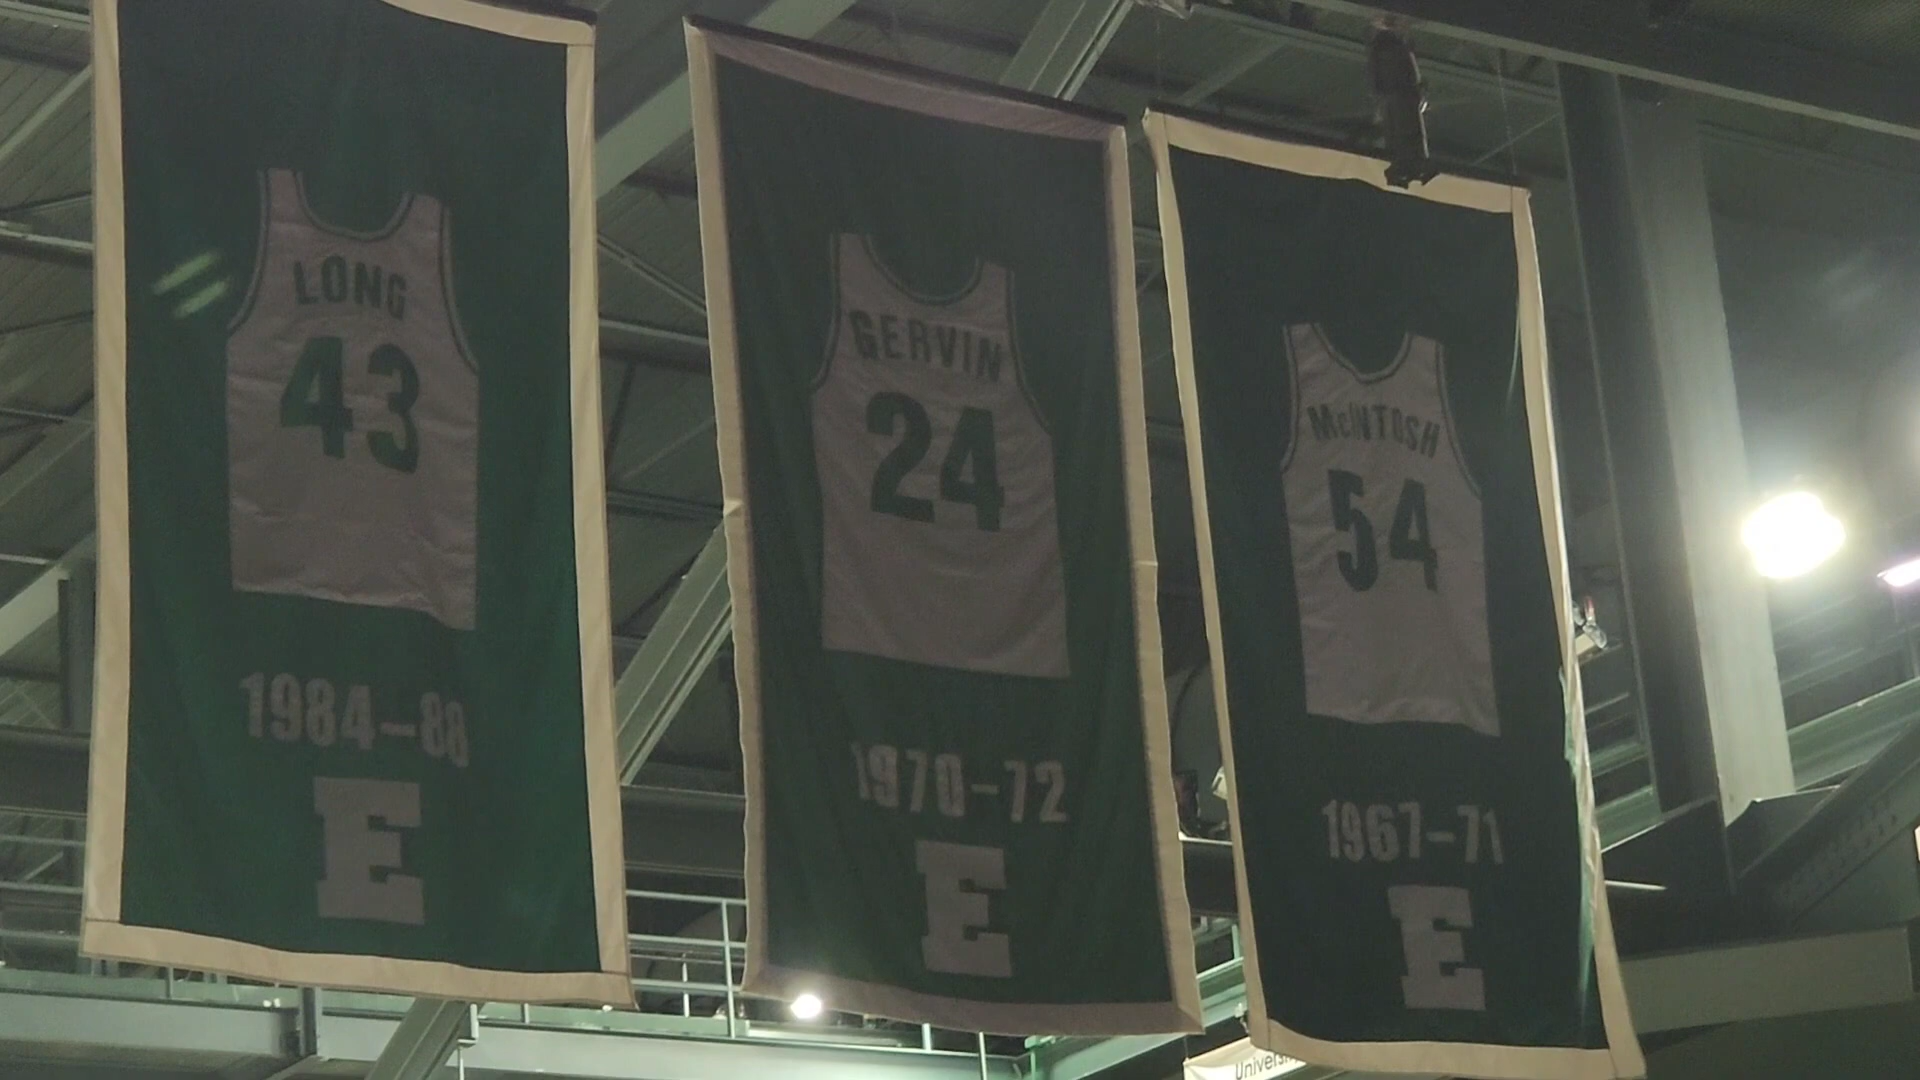 LONG
43
1984-88
E
GERVIN
24
1970-72
E
McINTOSH
54
1967-71
E